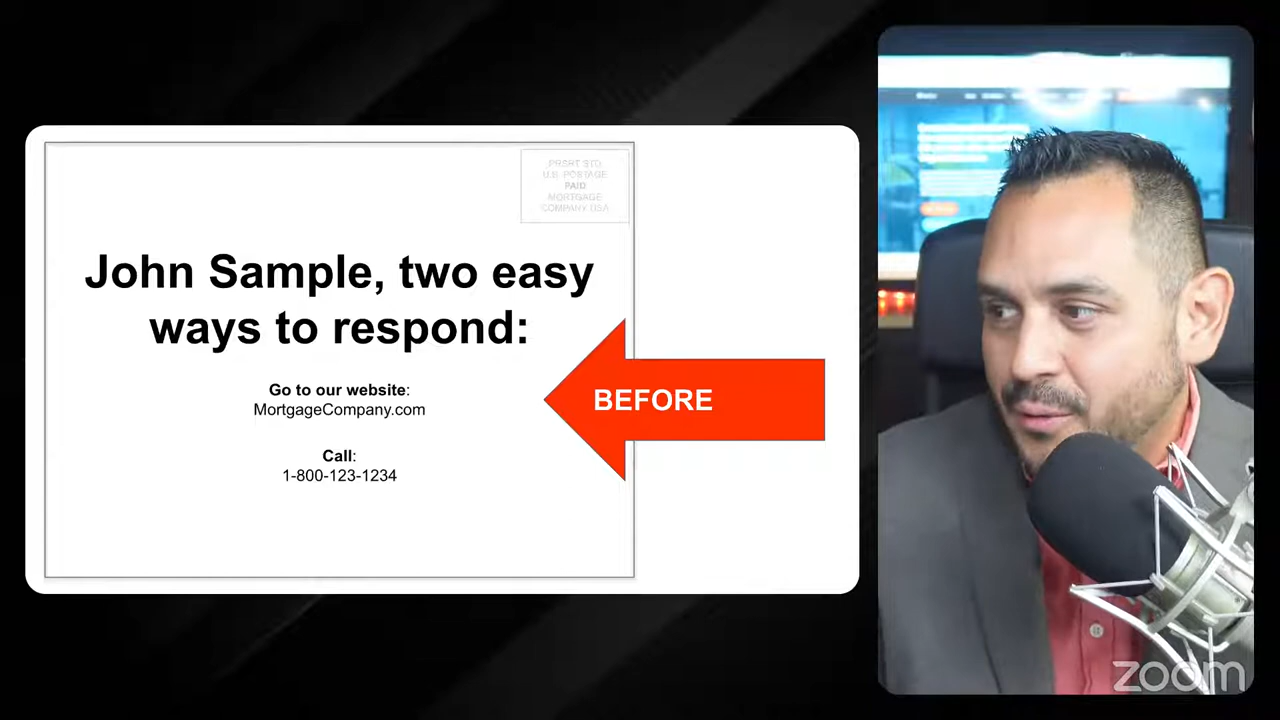 PRSRT STD
U.S. POSTAGE
PAID
MORTGAGE
COMPANY USA
John Sample, two easy
ways to respond:
Go to our website:
MortgageCompany.com
BEFORE
Call:
1-800-123-1234
zoom